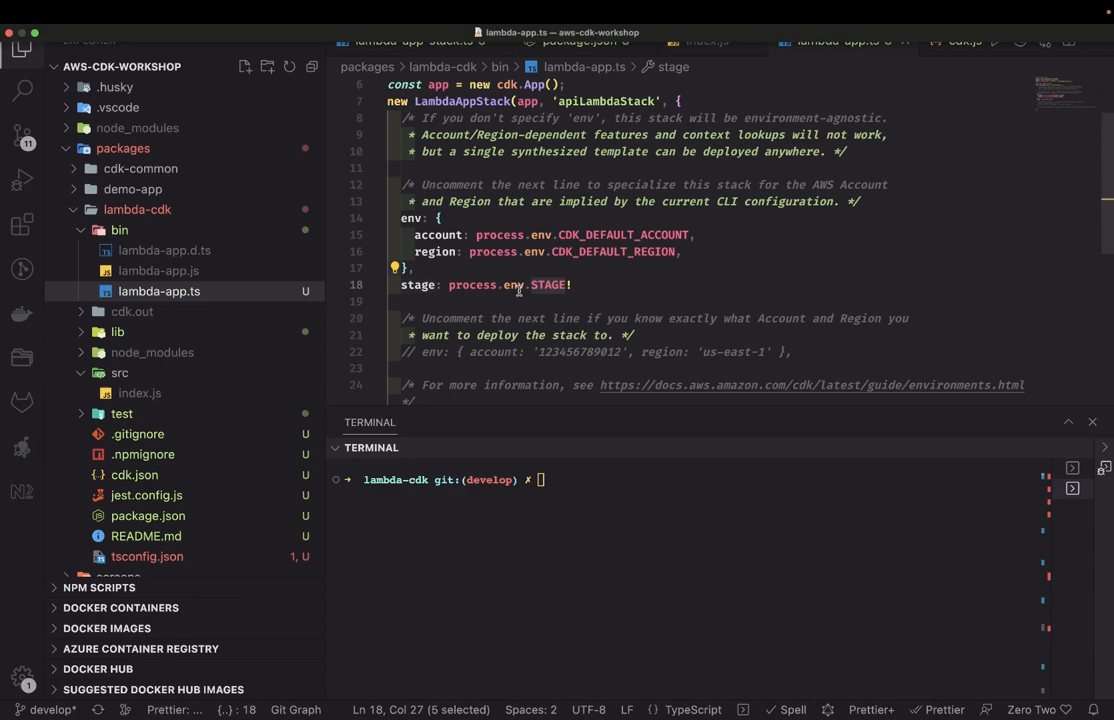 lambda-app.ts — aws-cdk-workshop
AWS-CDK-WORKSHOP
.husky
.vscode
node_modules
packages
cdk-common
demo-app
lambda-cdk
bin
lambda-app.d.ts
lambda-app.js
lambda-app.ts U
cdk.out
lib
node_modules
src
index.js
test
.gitignore U
.npmignore U
cdk.json U
jest.config.js U
package.json U
README.md U
tsconfig.json 1, U
NPM SCRIPTS
DOCKER CONTAINERS
DOCKER IMAGES
AZURE CONTAINER REGISTRY
DOCKER HUB
SUGGESTED DOCKER HUB IMAGES
11
1
packages > lambda-cdk > bin > TS lambda-app.ts > stage
6 const app = new cdk.App();
7 new LambdaAppStack(app, 'apiLambdaStack', {
8 /* If you don't specify 'env', this stack will be environment-agnostic.
9 * Account/Region-dependent features and context lookups will not work,
10 * but a single synthesized template can be deployed anywhere. */
11
12 /* Uncomment the next line to specialize this stack for the AWS Account
13 * and Region that are implied by the current CLI configuration. */
14 env: {
15 account: process.env.CDK_DEFAULT_ACCOUNT,
16 region: process.env.CDK_DEFAULT_REGION,
17 },
18 stage: process.env.STAGE!
19
20 /* Uncomment the next line if you know exactly what Account and Region you
21 * want to deploy the stack to. */
22 // env: { account: '123456789012', region: 'us-east-1' },
23
24 /* For more information, see https://docs.aws.amazon.com/cdk/latest/guide/environments.html
*/
TERMINAL
TERMINAL
➜ lambda-cdk git:(develop) ✗
develop* Prettier: ... {..} : 18 Git Graph Ln 18, Col 27 (5 selected) Spaces: 2 UTF-8 LF {} TypeScript Spell Prettier+ Prettier Zero Two